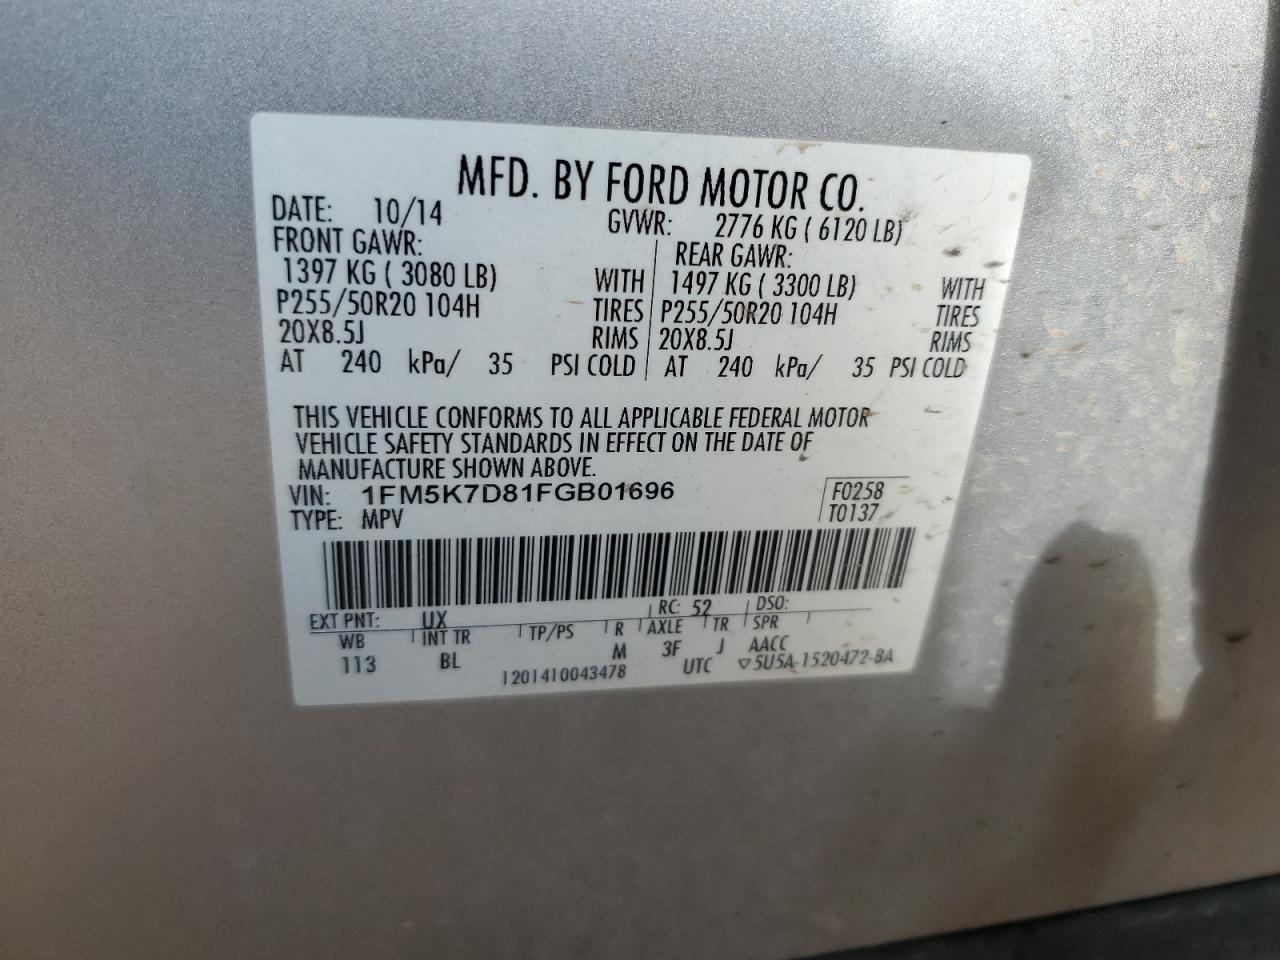 MFD. BY FORD MOTOR CO.
DATE: 10/14 GVWR: 2776 KG ( 6120 LB)
FRONT GAWR: REAR GAWR:
1397 KG ( 3080 LB) WITH 1497 KG ( 3300 LB) WITH
P255/50R20 104H TIRES P255/50R20 104H TIRES
20X8.5J RIMS 20X8.5J RIMS
AT 240 kPa/ 35 PSI COLD AT 240 kPa/ 35 PSI COLD
THIS VEHICLE CONFORMS TO ALL APPLICABLE FEDERAL MOTOR
VEHICLE SAFETY STANDARDS IN EFFECT ON THE DATE OF
MANUFACTURE SHOWN ABOVE.
VIN: 1FM5K7D81FGB01696 F0258
TYPE: MPV T0137
EXT PNT: UX RC: 52 DSO:
WB INT TR TP/PS R AXLE TR SPR
113 BL M 3F J AACC
1201410043478 UTC ▽5U5A-1520472-BA